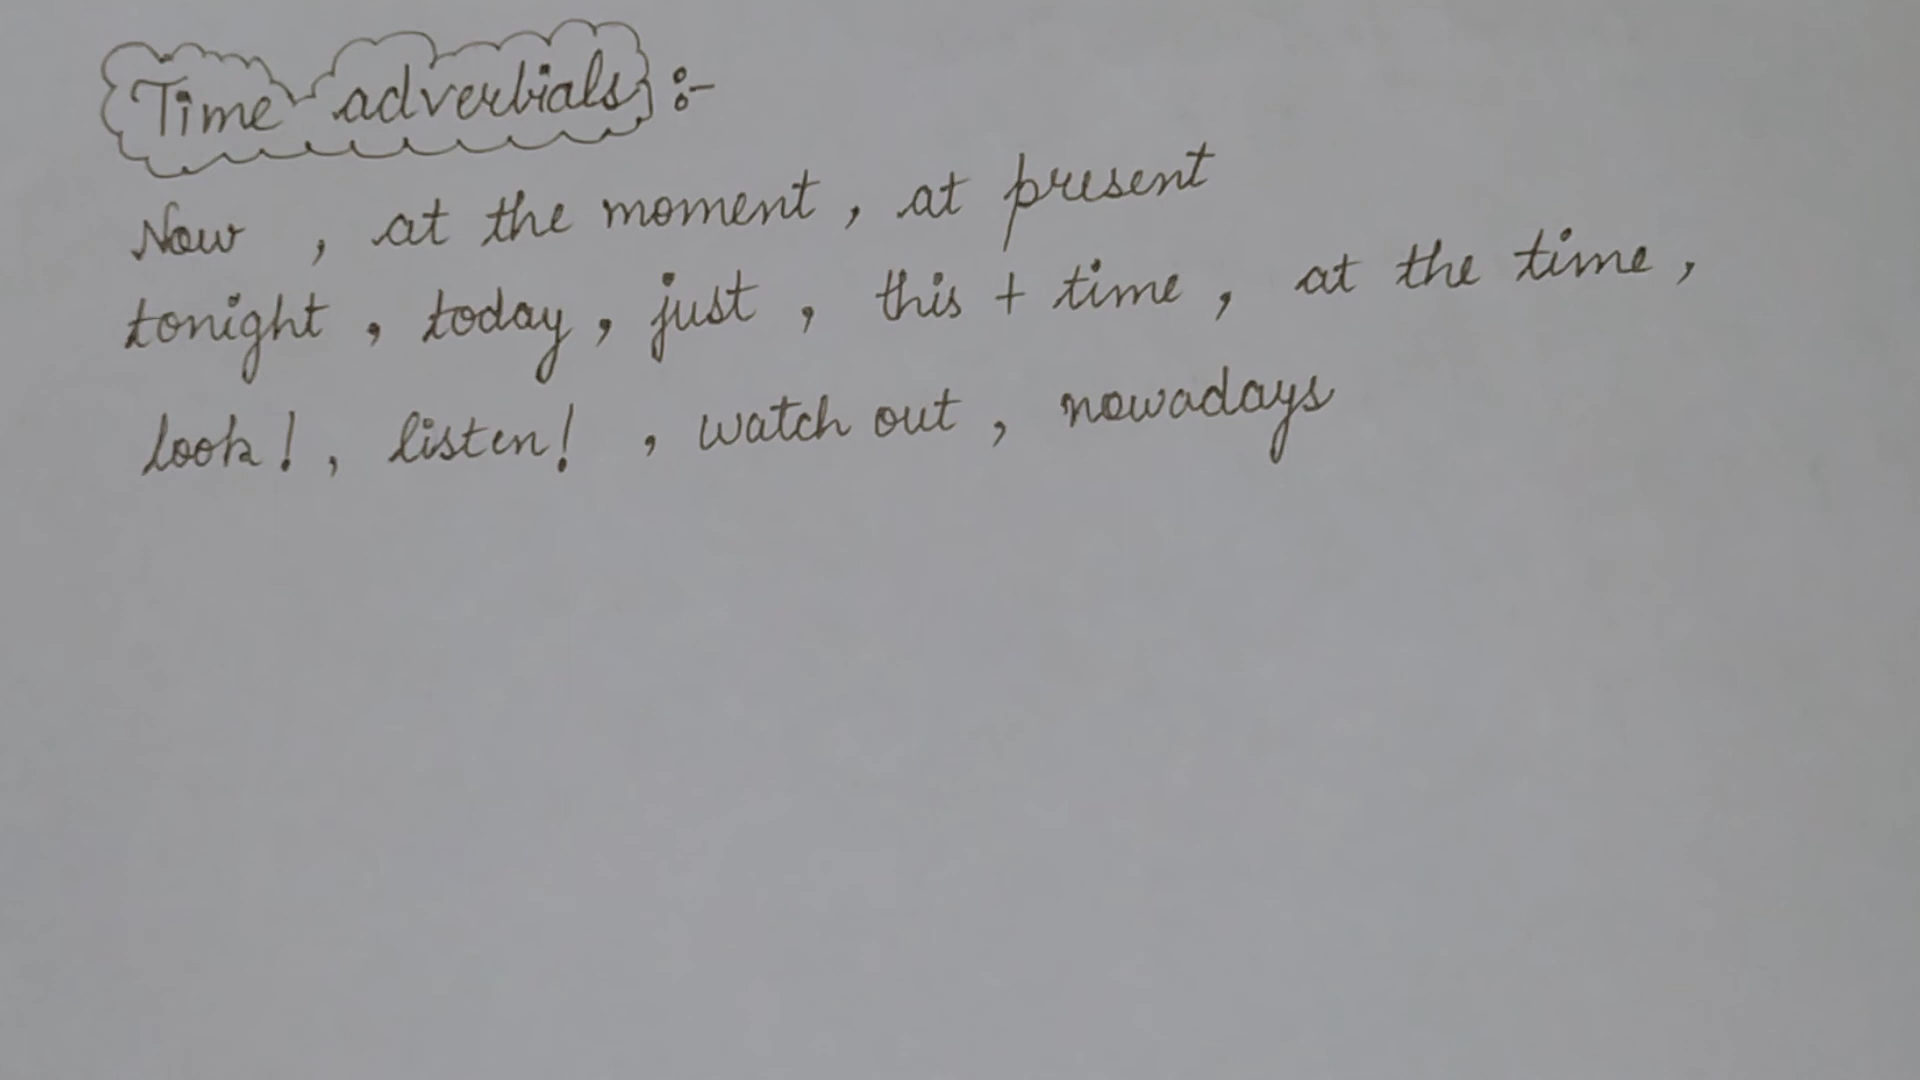 Time adverbials :-
Now , at the moment , at present
tonight , today , just , this + time , at the time ,
look! , listen! , watch out , nowadays